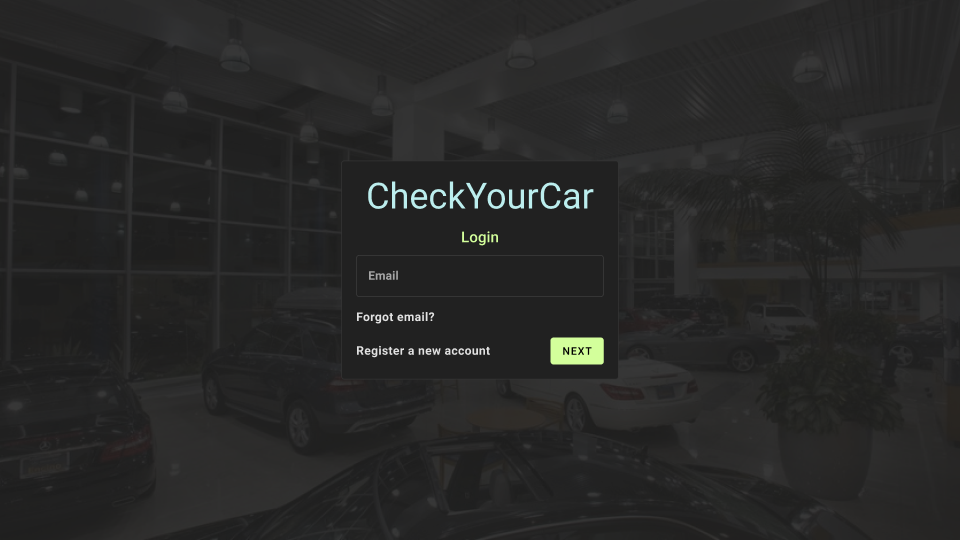 CheckYourCar
Login
Email
Forgot email?
Register a new account
NEXT